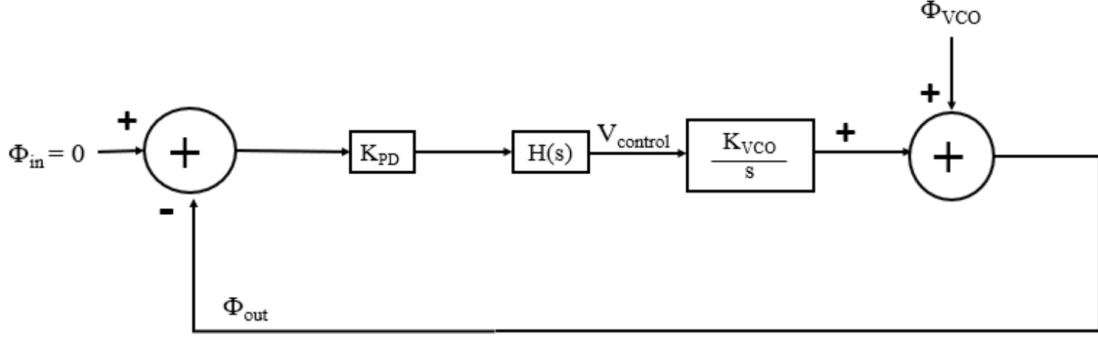 Φ_VCO
+
+
+
Φ_in = 0
+
K_PD
H(s)
V_control
K_VCO
s
+
+
-
Φ_out